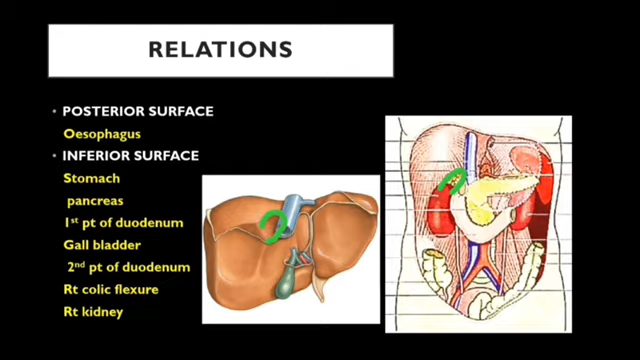 RELATIONS
• POSTERIOR SURFACE
Oesophagus
• INFERIOR SURFACE
Stomach
pancreas
1st pt of duodenum
Gall bladder
2nd pt of duodenum
Rt colic flexure
Rt kidney